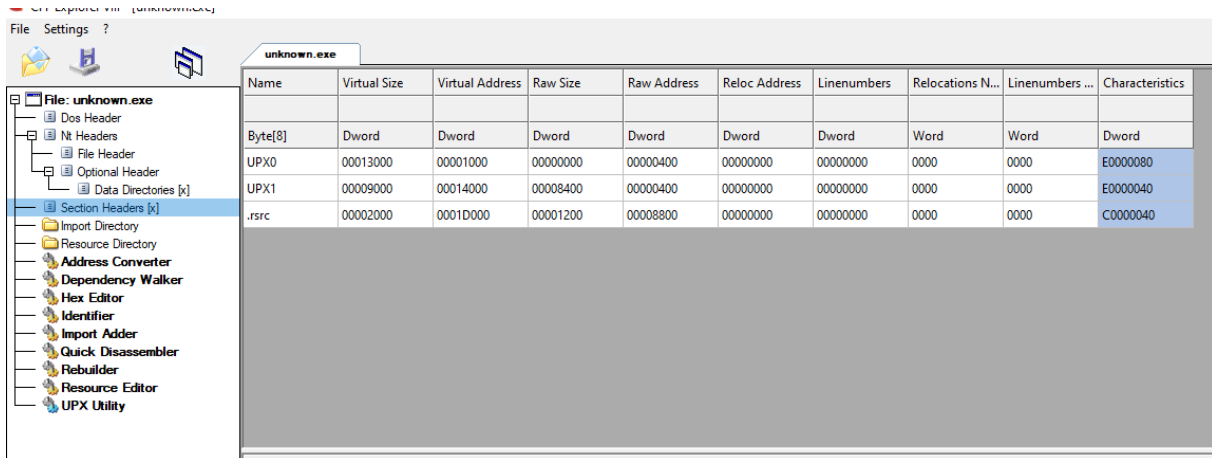 File Settings ?
unknown.exe
Name Virtual Size Virtual Address Raw Size Raw Address Reloc Address Linenumbers Relocations N... Linenumbers ... Characteristics
Byte[8] Dword Dword Dword Dword Dword Dword Word Word Dword
UPX0 00013000 00001000 00000000 00000400 00000000 00000000 0000 0000 E0000080
UPX1 00009000 00014000 00008400 00000400 00000000 00000000 0000 0000 E0000040
.rsrc 00002000 0001D000 00001200 00008800 00000000 00000000 0000 0000 C0000040
File: unknown.exe
Dos Header
Nt Headers
File Header
Optional Header
Data Directories [x]
Section Headers [x]
Import Directory
Resource Directory
Address Converter
Dependency Walker
Hex Editor
Identifier
Import Adder
Quick Disassembler
Rebuilder
Resource Editor
UPX Utility